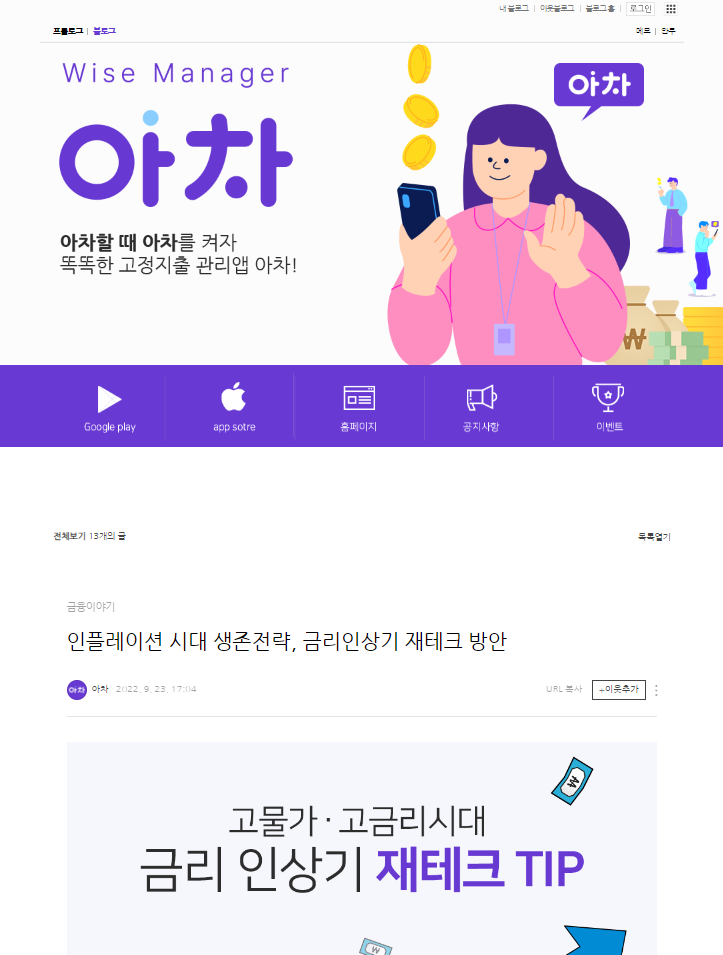 내 블로그 | 이웃블로그 | 블로그 홈 | 로그인
프롤로그 | 블로그
메모 | 안부
Wise Manager
아차
아차
아차할 때 아차를 켜자
똑똑한 고정지출 관리앱 아차!
₩
Google play
app sotre
홈페이지
공지사항
이벤트
전체보기 13개의 글
목록열기
금융이야기
인플레이션 시대 생존전략, 금리인상기 재테크 방안
아차 아차 2022. 9. 23. 17:04
URL 복사 +이웃추가
고물가 · 고금리시대
금리 인상기 재테크 TIP
₩